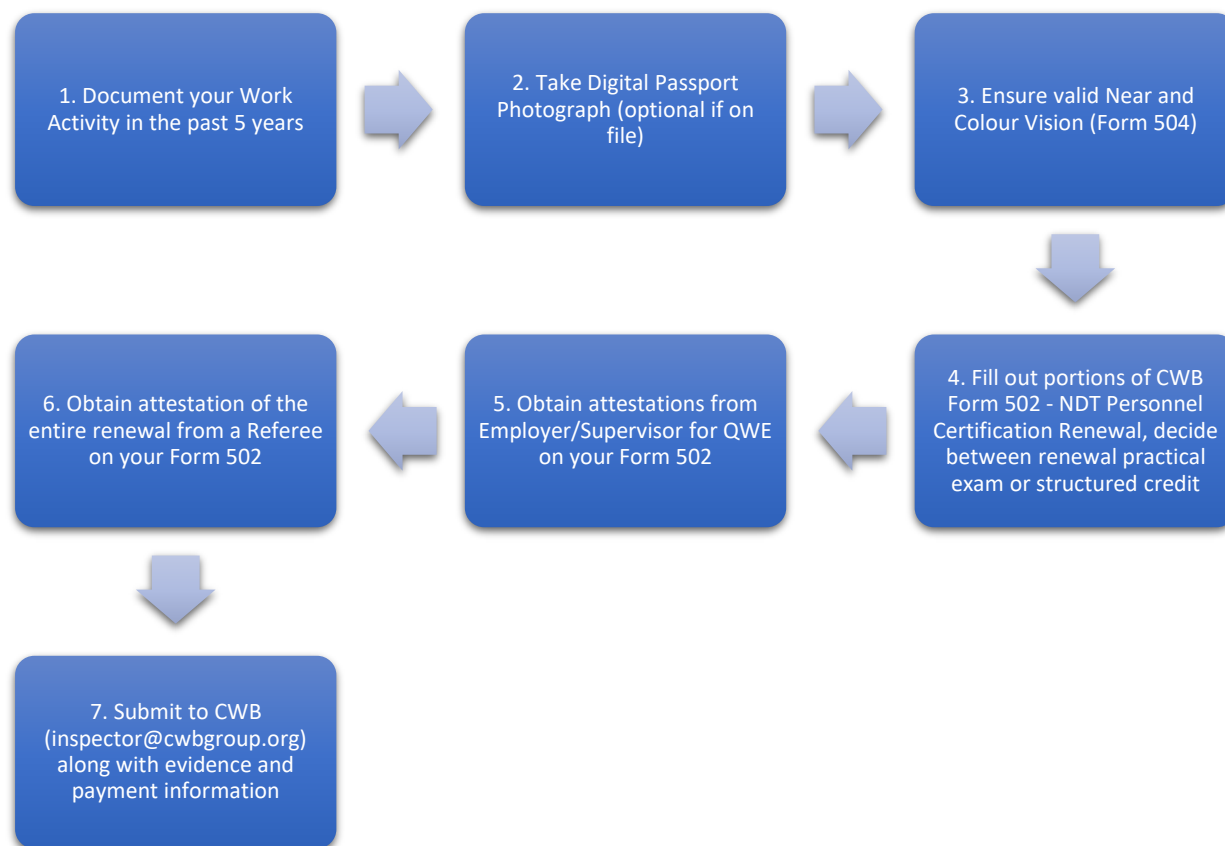 1. Document your Work
Activity in the past 5 years
2. Take Digital Passport
Photograph (optional if on
file)
3. Ensure valid Near and
Colour Vision (Form 504)
4. Fill out portions of CWB
Form 502 - NDT Personnel
Certification Renewal, decide
between renewal practical
exam or structured credit
5. Obtain attestations from
Employer/Supervisor for QWE
on your Form 502
6. Obtain attestation of the
entire renewal from a Referee
on your Form 502
7. Submit to CWB
(inspector@cwbgroup.org)
along with evidence and
payment information